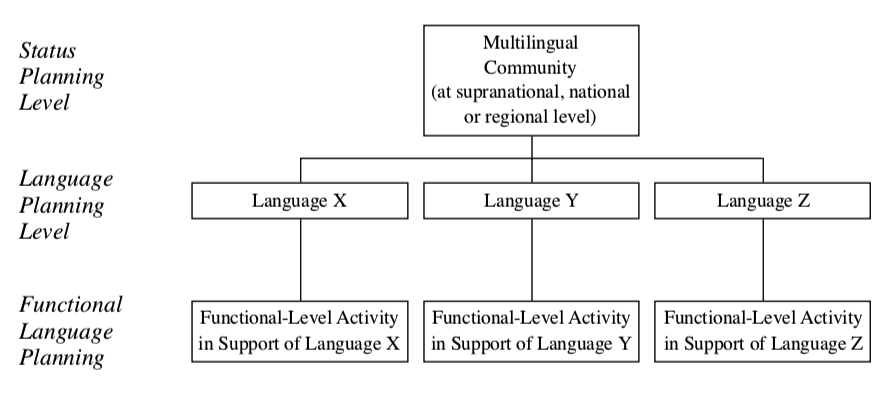 Status
Planning
Level
Multilingual
Community
(at supranational, national
or regional level)
Language
Planning
Level
Language X
Language Y
Language Z
Functional
Language
Planning
Functional-Level Activity
in Support of Language X
Functional-Level Activity
in Support of Language Y
Functional-Level Activity
in Support of Language Z